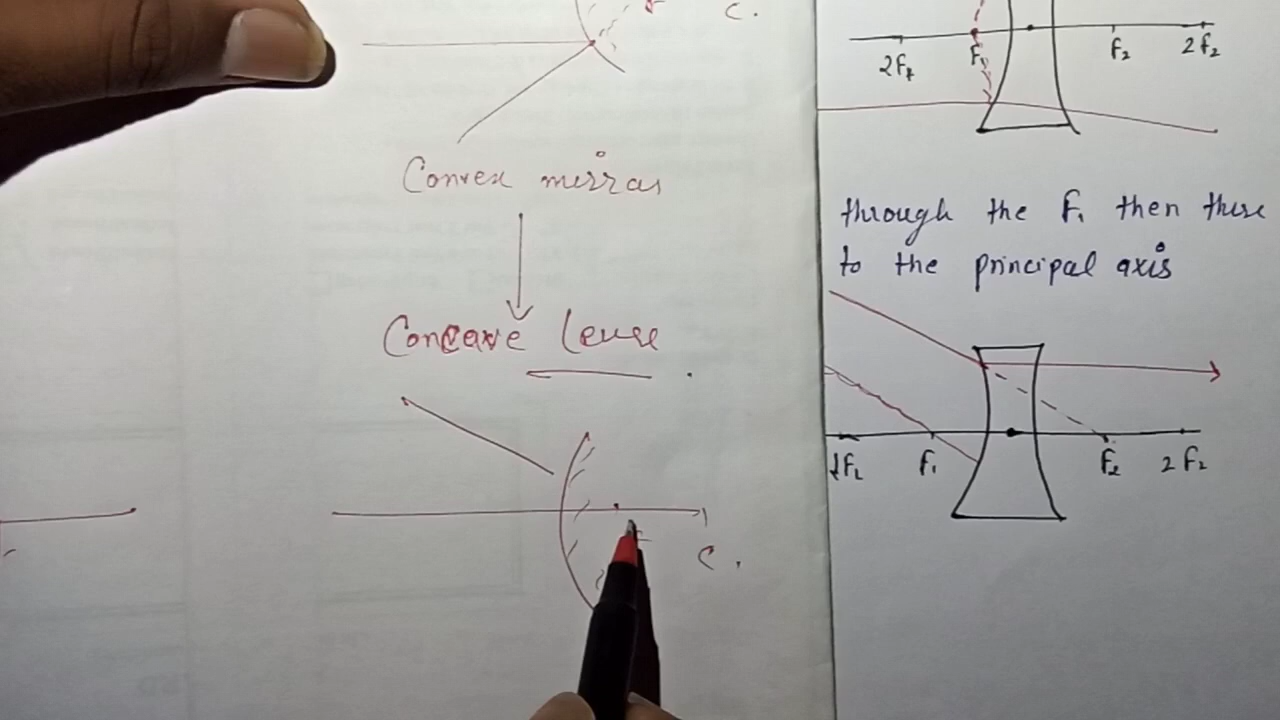 C.
Convex mirror
Concave lense
F
C.
2F₁ F₁ F₂ 2F₂
through the F₁ then there
to the principal axis
F₁ F₂ 2F₂